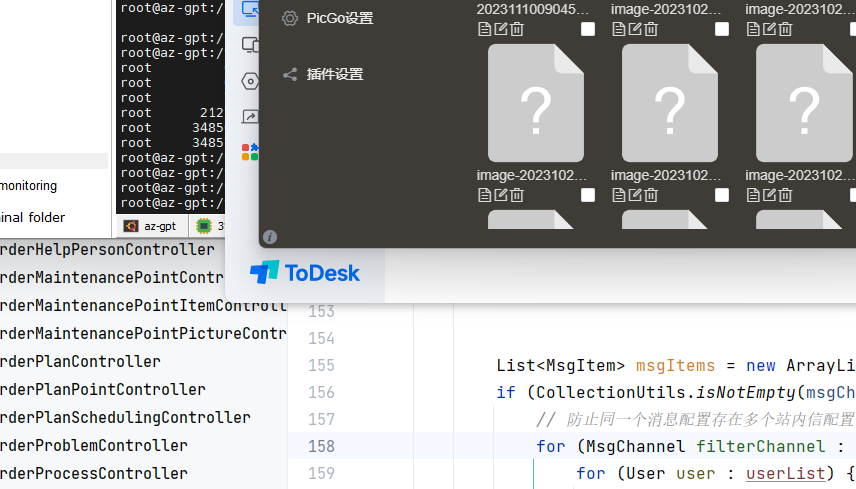 root@az-gpt:/
root@az-gpt:/
root@az-gpt:/
root
root
root
root 212
root 3485
root 3485
root@az-gpt:/
root@az-gpt:/
root@az-gpt:/
root@az-gpt:/
monitoring
inal folder
az-gpt
PicGo设置
插件设置
2023111009045...
image-2023102...
image-2023102...
?
?
?
image-2023102...
image-2023102...
image-2023102...
ToDesk
rderHelpPersonController
rderMaintenancePointContr
rderMaintenancePointItemControll
rderMaintenancePointPictureContr
rderPlanController
rderPlanPointController
rderPlanSchedulingController
rderProblemController
rderProcessController
153
154
155 List<MsgItem> msgItems = new ArrayLi
156 if (CollectionUtils.isNotEmpty(msgCh
157 // 防止同一个消息配置存在多个站内信配置
158 for (MsgChannel filterChannel :
159 for (User user : userList) {